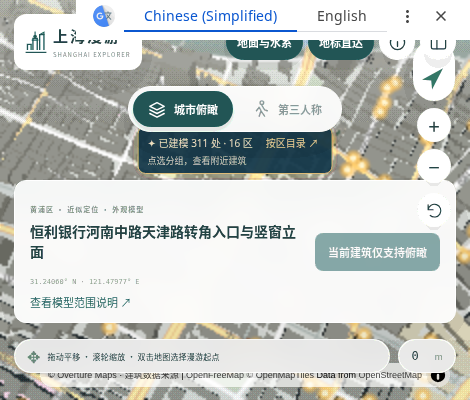 Chinese (Simplified)
English
上海漫游
SHANGHAI EXPLORER
地面与水系
地标直达
城市俯瞰
第三人称
✦ 已建模 311 处 · 16 区 按区目录 ↗
点选分组，查看附近建筑
黄浦区 · 近似定位 · 外观模型
恒利银行河南中路天津路转角入口与竖窗立
面
当前建筑仅支持俯瞰
31.24060° N · 121.47977° E
查看模型范围说明 ↗
拖动平移 · 滚轮缩放 · 双击地图选择漫游起点
0 m
© Overture Maps · 建筑数据来源 | OpenFreeMap © OpenMapTiles Data from OpenStreetMap